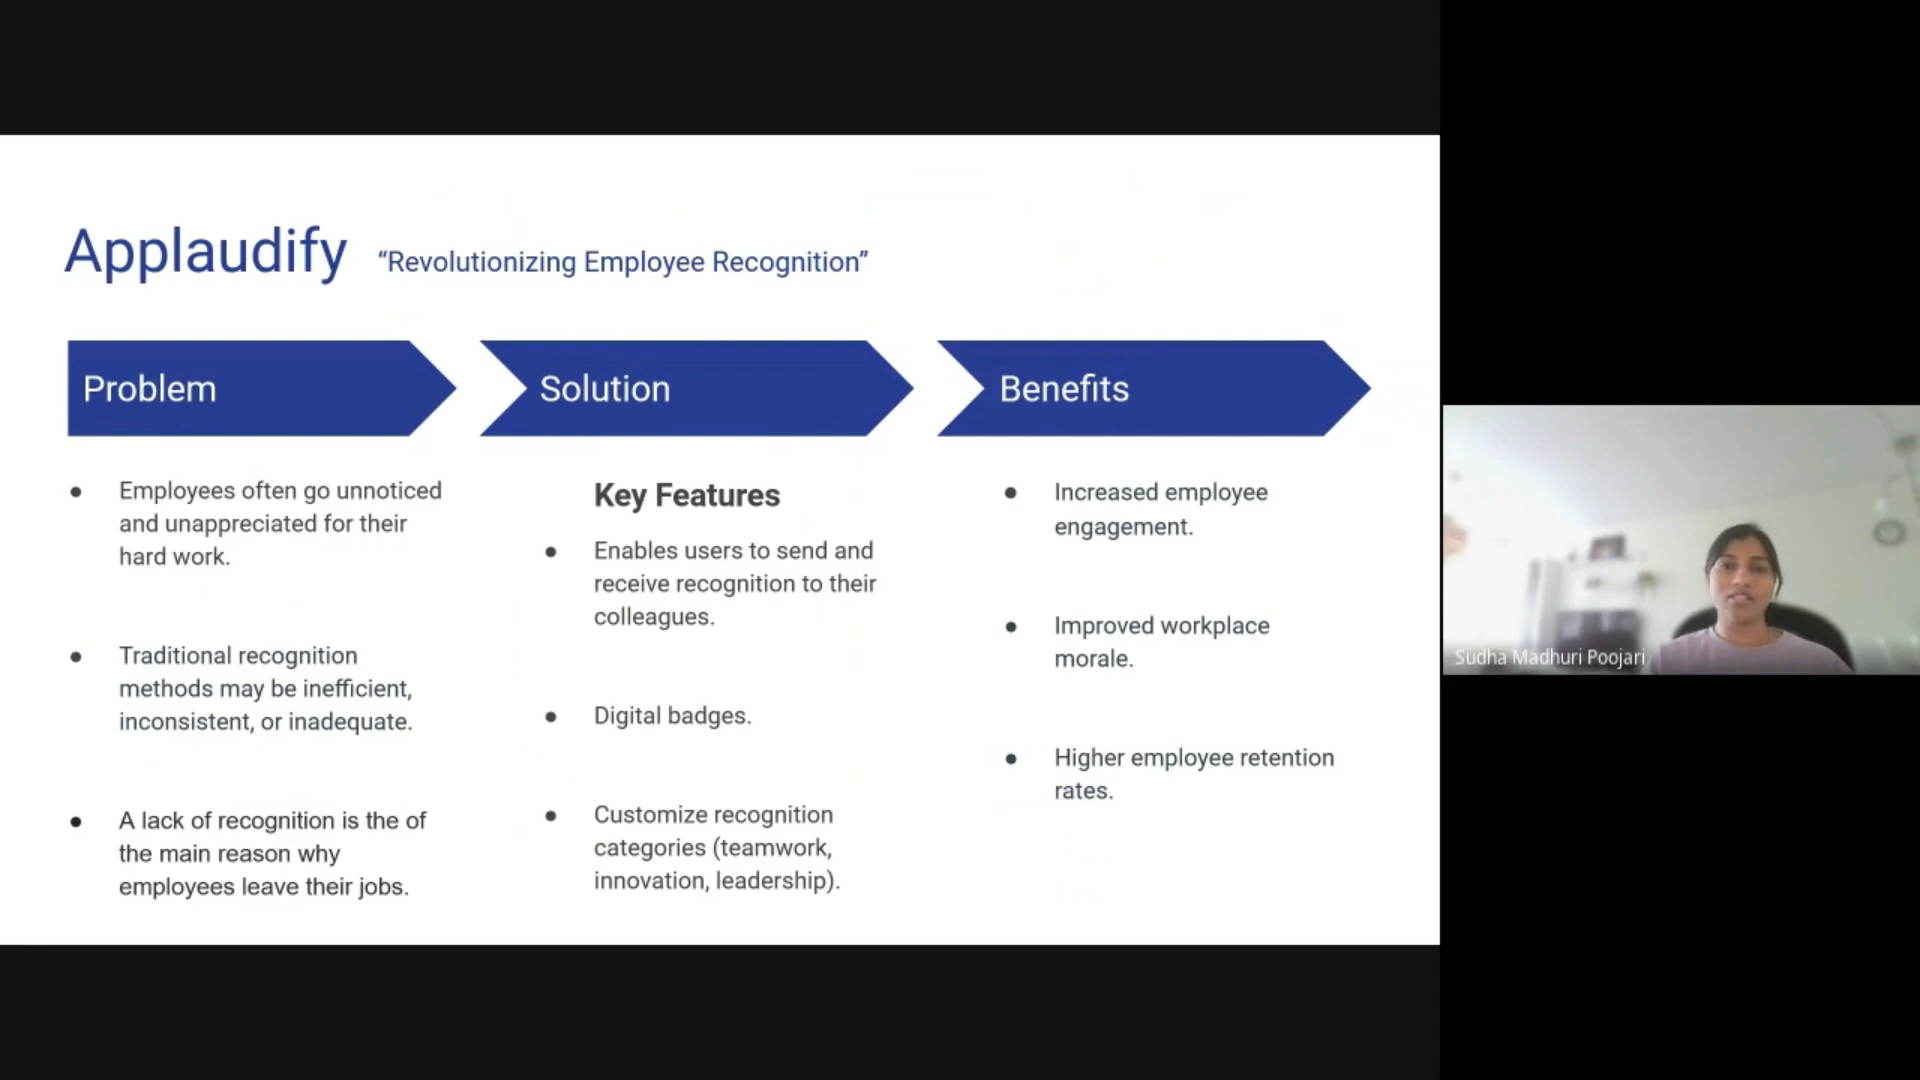 Applaudify “Revolutionizing Employee Recognition”
Problem
Solution
Benefits
● Employees often go unnoticed
and unappreciated for their
hard work.
● Traditional recognition
methods may be inefficient,
inconsistent, or inadequate.
● A lack of recognition is the of
the main reason why
employees leave their jobs.
Key Features
● Enables users to send and
receive recognition to their
colleagues.
● Digital badges.
● Customize recognition
categories (teamwork,
innovation, leadership).
● Increased employee
engagement.
● Improved workplace
morale.
● Higher employee retention
rates.
Sudha Madhuri Poojari